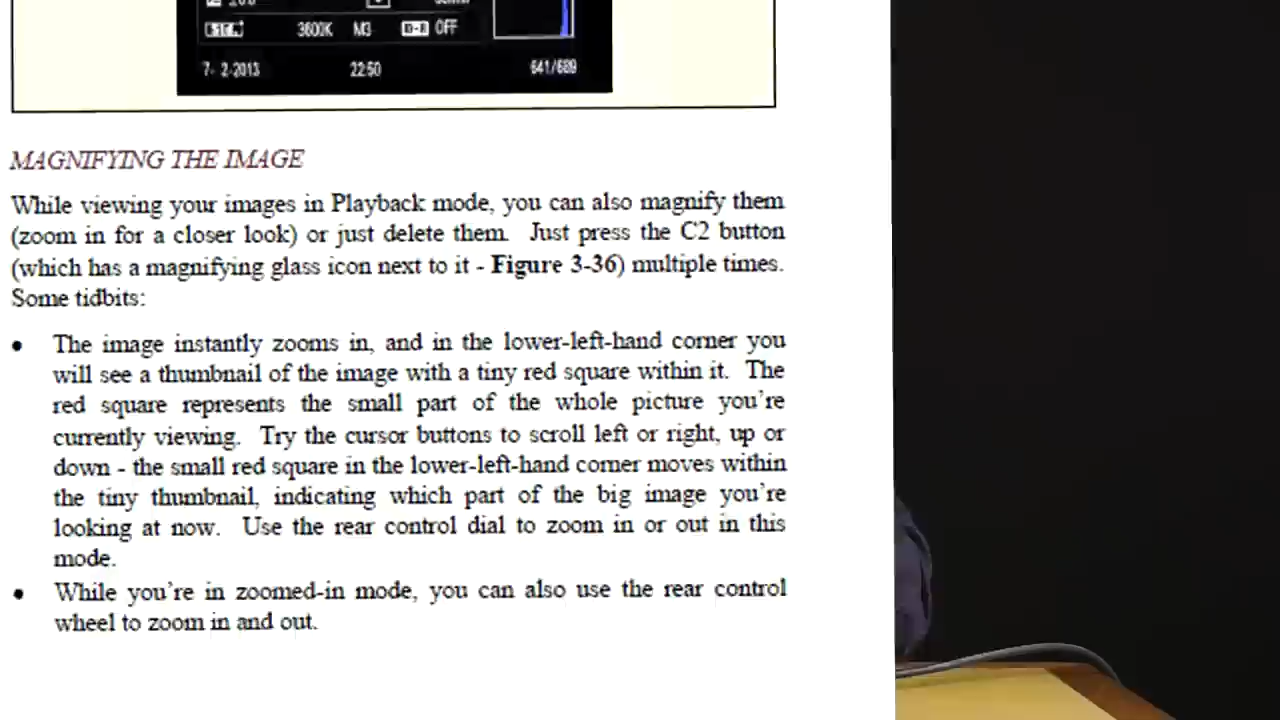 3600K M3 OFF
7- 2-2013 22:50 641/689
MAGNIFYING THE IMAGE
While viewing your images in Playback mode, you can also magnify them
(zoom in for a closer look) or just delete them. Just press the C2 button
(which has a magnifying glass icon next to it - Figure 3-36) multiple times.
Some tidbits:
• The image instantly zooms in, and in the lower-left-hand corner you
will see a thumbnail of the image with a tiny red square within it. The
red square represents the small part of the whole picture you're
currently viewing. Try the cursor buttons to scroll left or right, up or
down - the small red square in the lower-left-hand corner moves within
the tiny thumbnail, indicating which part of the big image you're
looking at now. Use the rear control dial to zoom in or out in this
mode.
• While you're in zoomed-in mode, you can also use the rear control
wheel to zoom in and out.